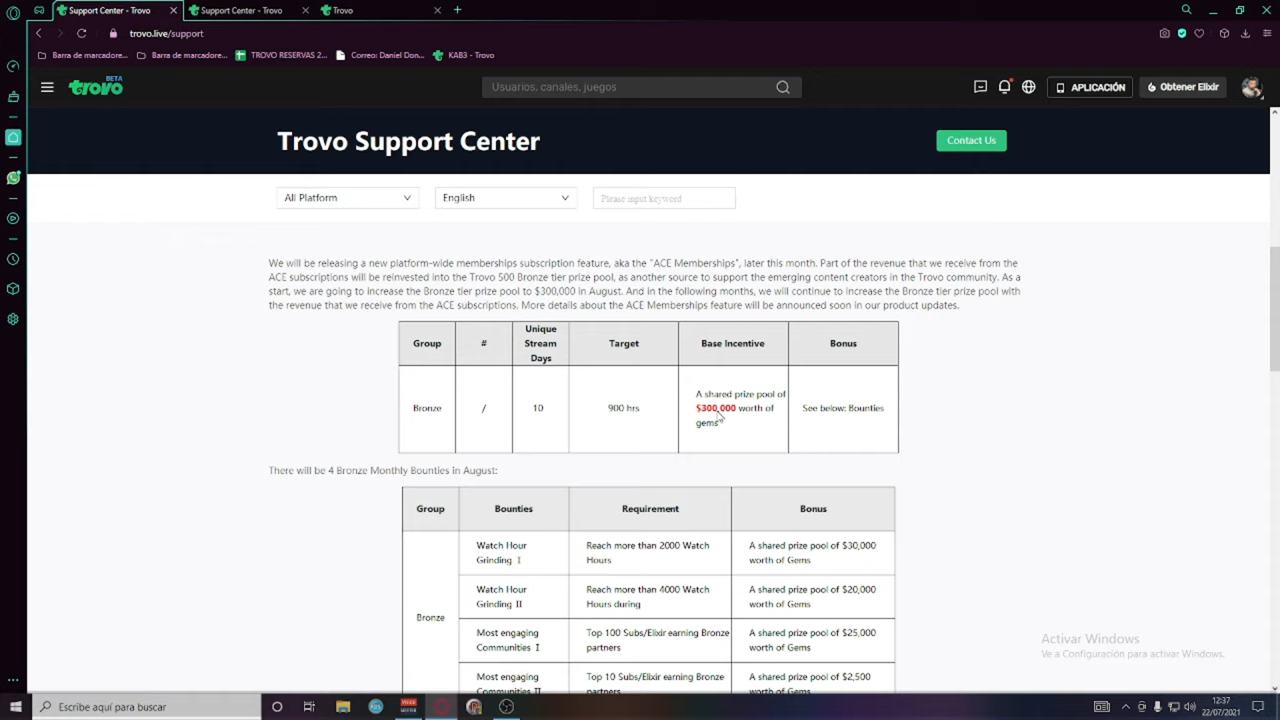 Support Center - Trovo
Support Center - Trovo
Trovo
trovo.live/support
Barra de marcadore...
Barra de marcadore...
TROVO RESERVAS 2...
Correo: Daniel Don...
KAB3 - Trovo
trovo
BETA
Usuarios, canales, juegos
APLICACIÓN
Obtener Elixir
Trovo Support Center
Contact Us
All Platform
English
Please input keyword
We will be releasing a new platform-wide memberships subscription feature, aka the "ACE Memberships", later this month. Part of the revenue that we receive from the
ACE subscriptions will be reinvested into the Trovo 500 Bronze tier prize pool, as another source to support the emerging content creators in the Trovo community. As a
start, we are going to increase the Bronze tier prize pool to $300,000 in August. And in the following months, we will continue to increase the Bronze tier prize pool with
the revenue that we receive from the ACE subscriptions. More details about the ACE Memberships feature will be announced soon in our product updates.
Group
#
Unique
Stream
Days
Target
Base Incentive
Bonus
Bronze
/
10
900 hrs
A shared prize pool of
$300,000 worth of
gems
See below: Bounties
There will be 4 Bronze Monthly Bounties in August:
Group
Bounties
Requirement
Bonus
Bronze
Watch Hour
Grinding I
Reach more than 2000 Watch
Hours
A shared prize pool of $30,000
worth of Gems
Watch Hour
Grinding II
Reach more than 4000 Watch
Hours during
A shared prize pool of $20,000
worth of Gems
Most engaging
Communities I
Top 100 Subs/Elixir earning Bronze
partners
A shared prize pool of $25,000
worth of Gems
Most engaging
Communities II
Top 10 Subs/Elixir earning Bronze
partners
A shared prize pool of $2,500
worth of Gems
Activar Windows
Ve a Configuración para activar Windows.
Escribe aquí para buscar
12:37
22/07/2021